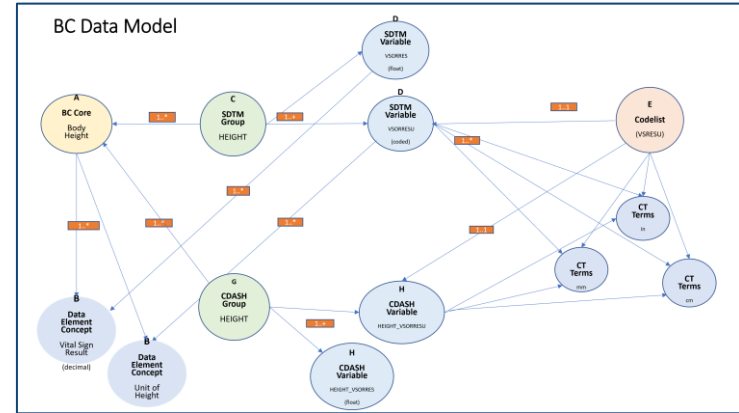 BC Data Model
D
SDTM
Variable
VSORRES
(float)
A
BC Core
Body
Height
1..*
C
SDTM
Group
HEIGHT
1..*
D
SDTM
Variable
VSORRESU
(coded)
1..1
E
Codelist
(VSRESU)
1..*
1..*
1..*
1..*
1..*
1..1
CT
Terms
in
CT
Terms
mm
CT
Terms
cm
B
Data
Element
Concept
Vital Sign
Result
(decimal)
B
Data
Element
Concept
Unit of
Height
G
CDASH
Group
HEIGHT
1..*
H
CDASH
Variable
HEIGHT_VSORRESU
H
CDASH
Variable
HEIGHT_VSORRES
(float)